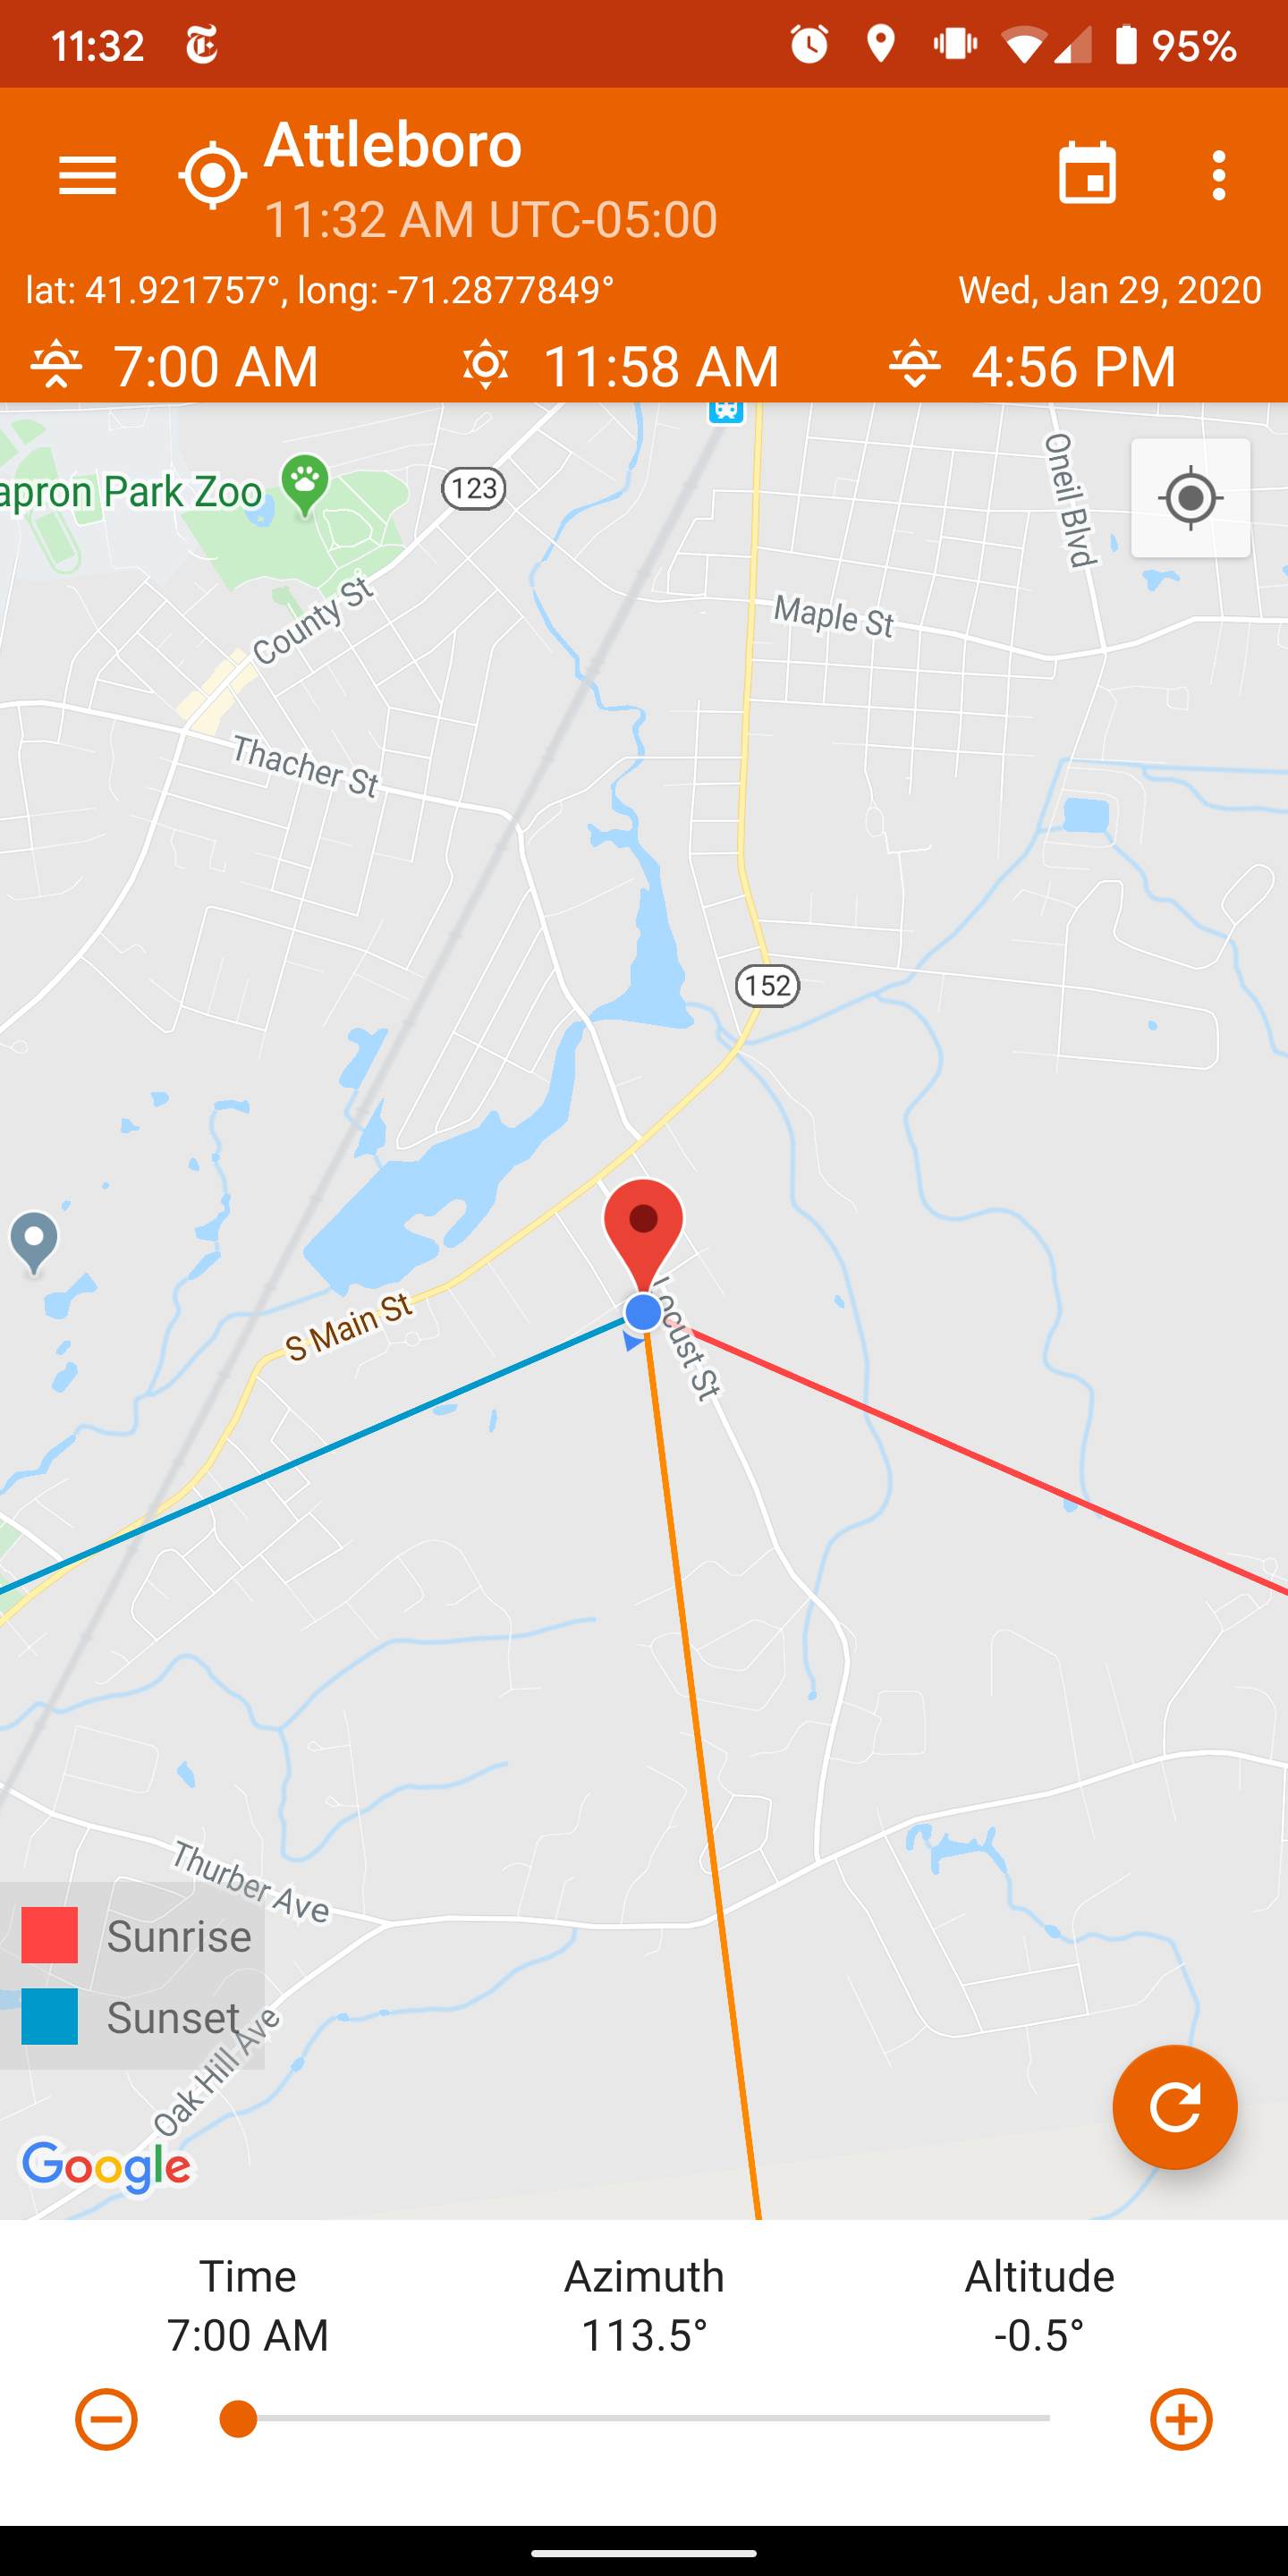 11:32
95%
Attleboro
11:32 AM UTC-05:00
lat: 41.921757°, long: -71.2877849°
Wed, Jan 29, 2020
7:00 AM
11:58 AM
4:56 PM
apron Park Zoo
123
Oneil Blvd
County St
Maple St
Thacher St
152
S Main St
Locust St
Thurber Ave
Sunrise
Sunset
Oak Hill Ave
Google
Time
Azimuth
Altitude
7:00 AM
113.5°
-0.5°